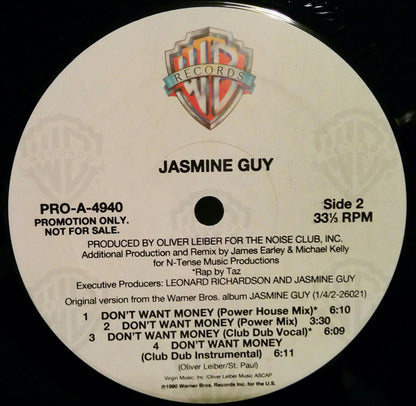 WB
RECORDS
JASMINE GUY
PRO-A-4940
PROMOTION ONLY.
NOT FOR SALE.
Side 2
33⅓ RPM
PRODUCED BY OLIVER LEIBER FOR THE NOISE CLUB, INC.
Additional Production and Remix by James Earley & Michael Kelly
for N-Tense Music Productions
*Rap by Taz
Executive Producers: LEONARD RICHARDSON AND JASMINE GUY
Original version from the Warner Bros. album JASMINE GUY (1/4/2-26021)
1 DON'T WANT MONEY (Power House Mix)* 6:10
2 DON'T WANT MONEY (Power Mix) 3:30
3 DON'T WANT MONEY (Club Dub Vocal)* 6:09
4 DON'T WANT MONEY
(Club Dub Instrumental) 6:11
(Oliver Leiber/St. Paul)
Virgin Music, Inc./Oliver Leiber Music ASCAP
℗1990 Warner Bros. Records Inc. for the U.S.